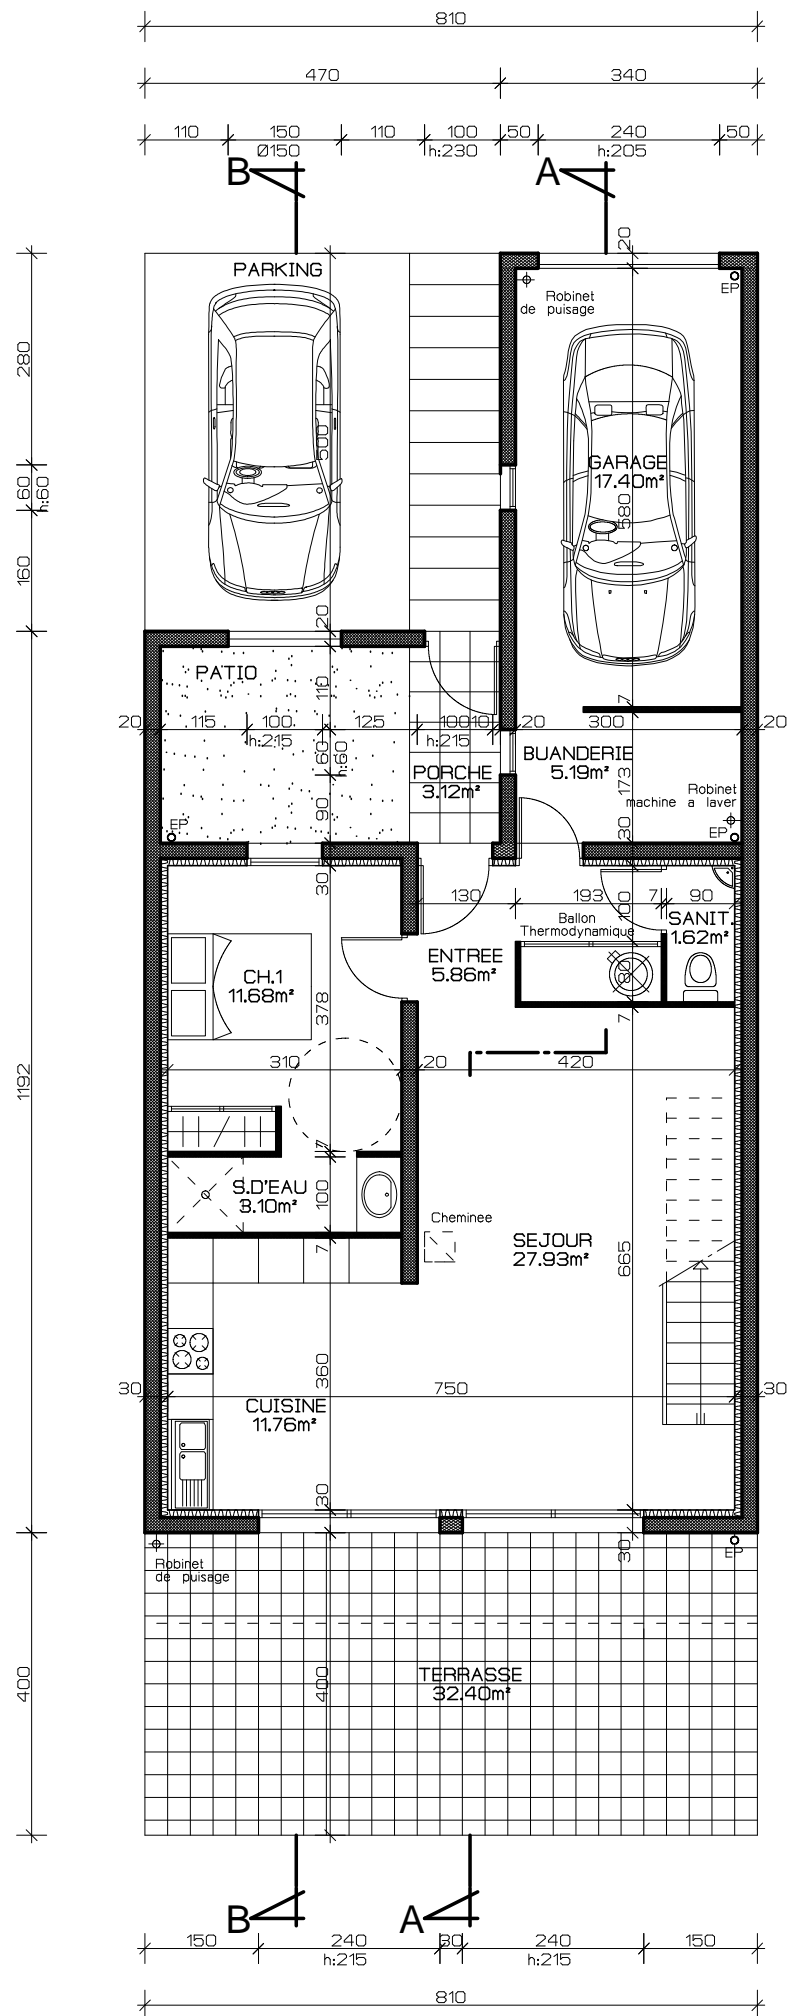 810
470 340
110 150 110 100 50 240 50
Ø150 h:230 h:205
B A
20
PARKING
EP
Robinet
de puisage
280
300
GARAGE
17.40m²
60
h:60
580
160
20
PATIO
110
7
20 115 100 125 100 10 20 300 20
h:215 h:215
60
h:60
BUANDERIE
5.19m²
PORCHE
3.12m²
173
Robinet
machine a laver
90
EP
30
EP
30
130 193 7 90
100
Ballon
Thermodynamique
SANIT.
1.62m²
ENTREE
5.86m²
CH.1
11.68m²
80
378
7
1192
310 20 420
7
S.D'EAU
3.10m²
100
Cheminee
SEJOUR
27.93m²
7
665
360
30 750 30
CUISINE
11.76m²
30
30
EP
Robinet
de puisage
400
400
TERRASSE
32.40m²
B A
150 240 30 240 150
h:215 h:215
810